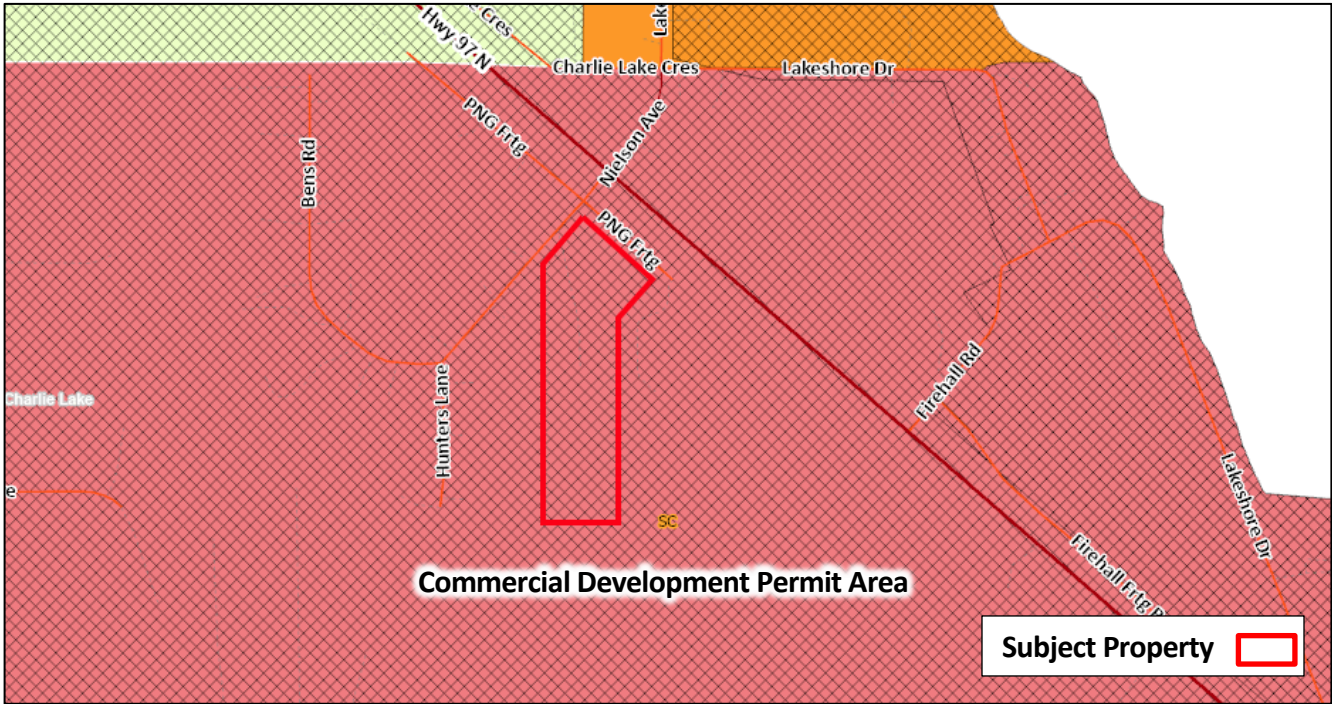 e Cres
Lake
Hwy 97 N
Charlie Lake Cres
Lakeshore Dr
PNG Frtg
Nielson Ave
Bens Rd
PNG Frtg
Firehall Rd
Hunters Lane
Charlie Lake
e
Lakeshore Dr
SC
Firehall Frtg R
Commercial Development Permit Area
Subject Property